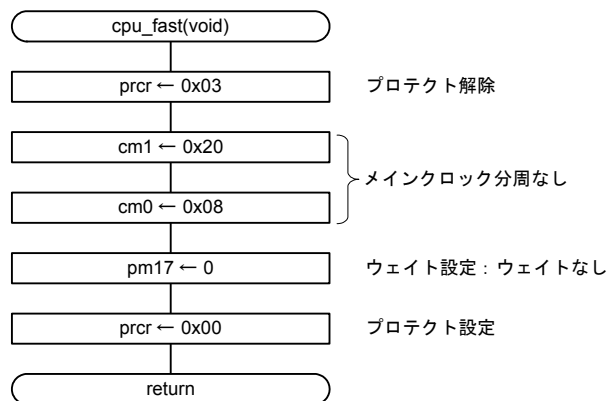 cpu_fast(void)
prcr ← 0x03 プロテクト解除
cm1 ← 0x20
メインクロック分周なし
cm0 ← 0x08
pm17 ← 0 ウェイト設定：ウェイトなし
prcr ← 0x00 プロテクト設定
return